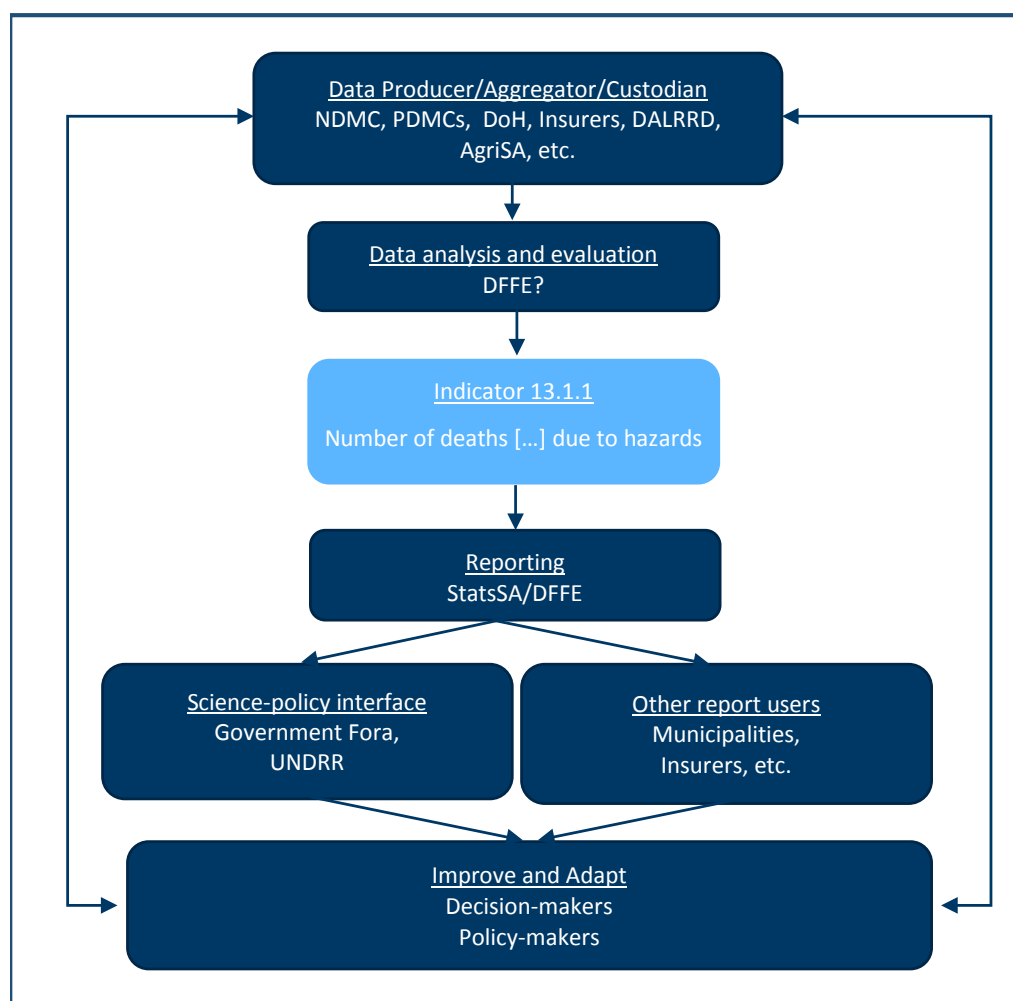 Data Producer/Aggregator/Custodian
NDMC, PDMCs, DoH, Insurers, DALRRD,
AgriSA, etc.
Data analysis and evaluation
DFFE?
Indicator 13.1.1
Number of deaths […] due to hazards
Reporting
StatsSA/DFFE
Science-policy interface
Government Fora,
UNDRR
Other report users
Municipalities,
Insurers, etc.
Improve and Adapt
Decision-makers
Policy-makers